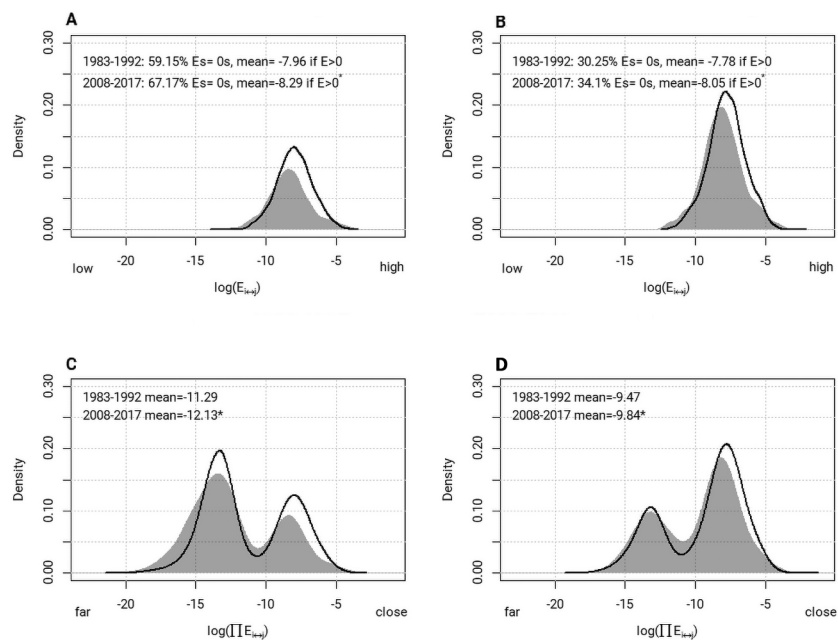 A
1983-1992: 59.15% Es= 0s, mean= -7.96 if E>0
2008-2017: 67.17% Es= 0s, mean=-8.29 if E>0*
Density
0.30
0.20
0.10
0.00
-20 -15 -10 -5
low high
log(E i↔j)
B
1983-1992: 30.25% Es= 0s, mean= -7.78 if E>0
2008-2017: 34.1% Es= 0s, mean=-8.05 if E>0*
Density
0.30
0.20
0.10
0.00
-20 -15 -10 -5
low high
log(E i↔j)
C
1983-1992 mean=-11.29
2008-2017 mean=-12.13*
Density
0.30
0.20
0.10
0.00
-20 -15 -10 -5
far close
log(∏E i↔j)
D
1983-1992 mean=-9.47
2008-2017 mean=-9.84*
Density
0.30
0.20
0.10
0.00
-20 -15 -10 -5
far close
log(∏E i↔j)